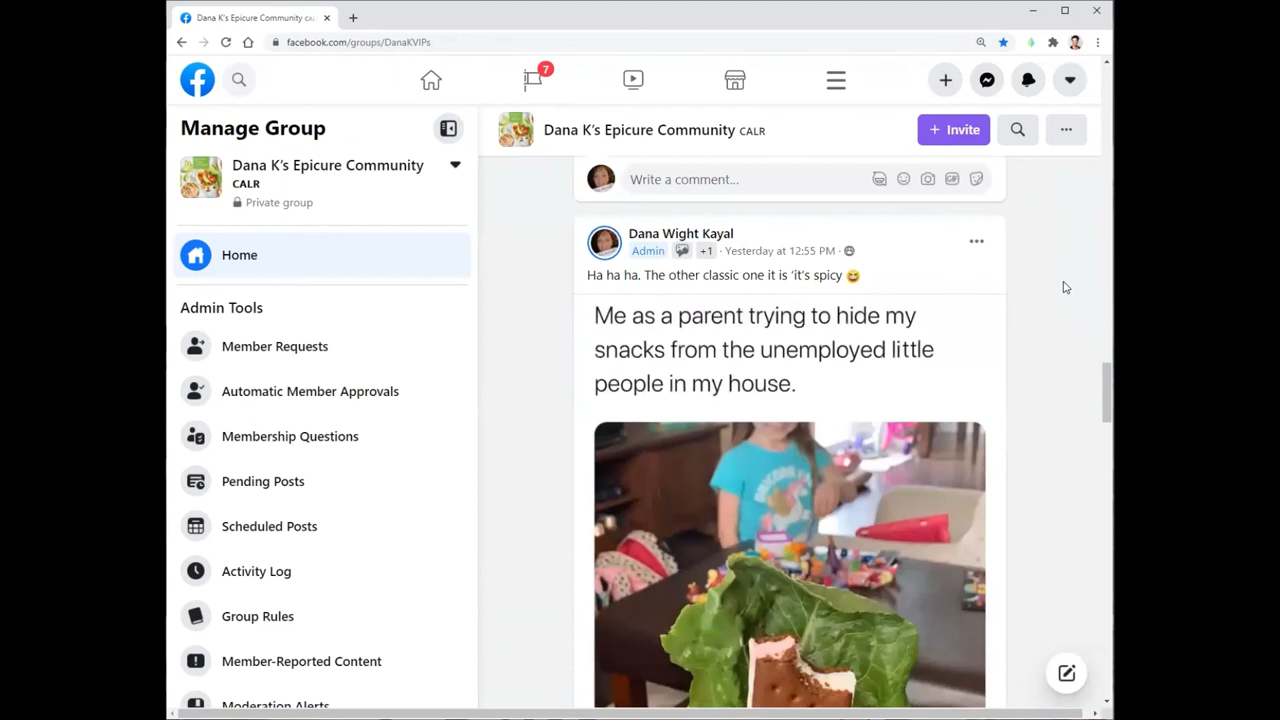 Dana K's Epicure Community CALR
facebook.com/groups/DanaKVIPs
7
Manage Group
Dana K's Epicure Community
CALR
Private group
Home
Admin Tools
Member Requests
Automatic Member Approvals
Membership Questions
Pending Posts
Scheduled Posts
Activity Log
Group Rules
Member-Reported Content
Moderation Alerts
Dana K's Epicure Community CALR
+ Invite
Write a comment...
GIF
Dana Wight Kayal
Admin +1 · Yesterday at 12:55 PM ·
Ha ha ha. The other classic one it is 'it's spicy 😆
Me as a parent trying to hide my
snacks from the unemployed little
people in my house.